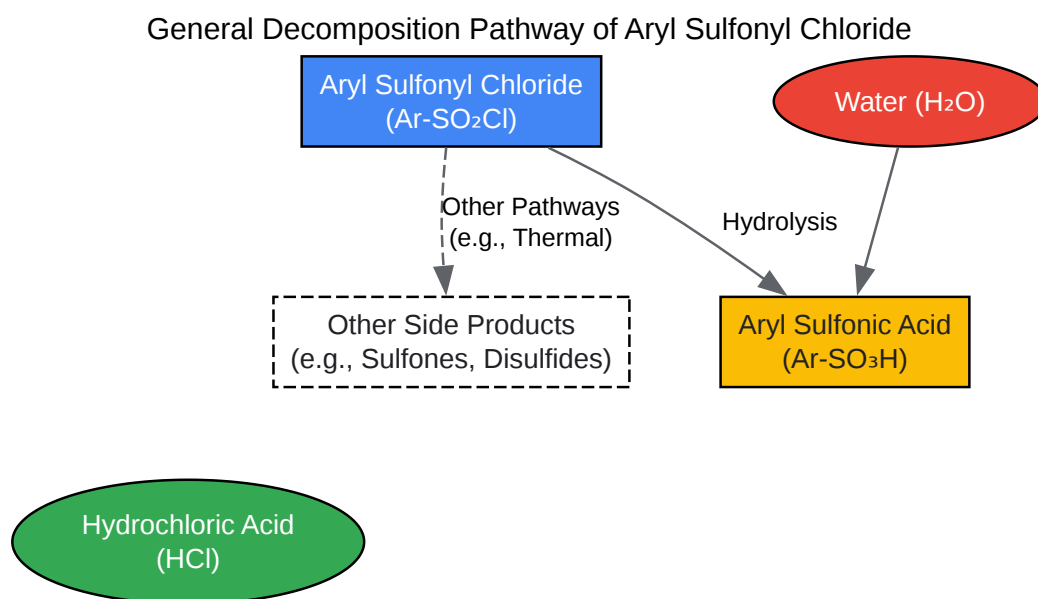 General Decomposition Pathway of Aryl Sulfonyl Chloride
Aryl Sulfonyl Chloride
(Ar-SO₂Cl)
Water (H₂O)
Other Pathways
(e.g., Thermal)
Hydrolysis
Other Side Products
(e.g., Sulfones, Disulfides)
Aryl Sulfonic Acid
(Ar-SO₃H)
Hydrochloric Acid
(HCl)